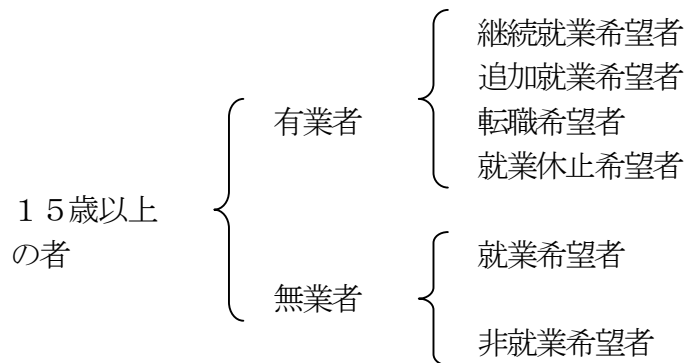 １５歳以上
の者
有業者
継続就業希望者
追加就業希望者
転職希望者
就業休止希望者
無業者
就業希望者
非就業希望者